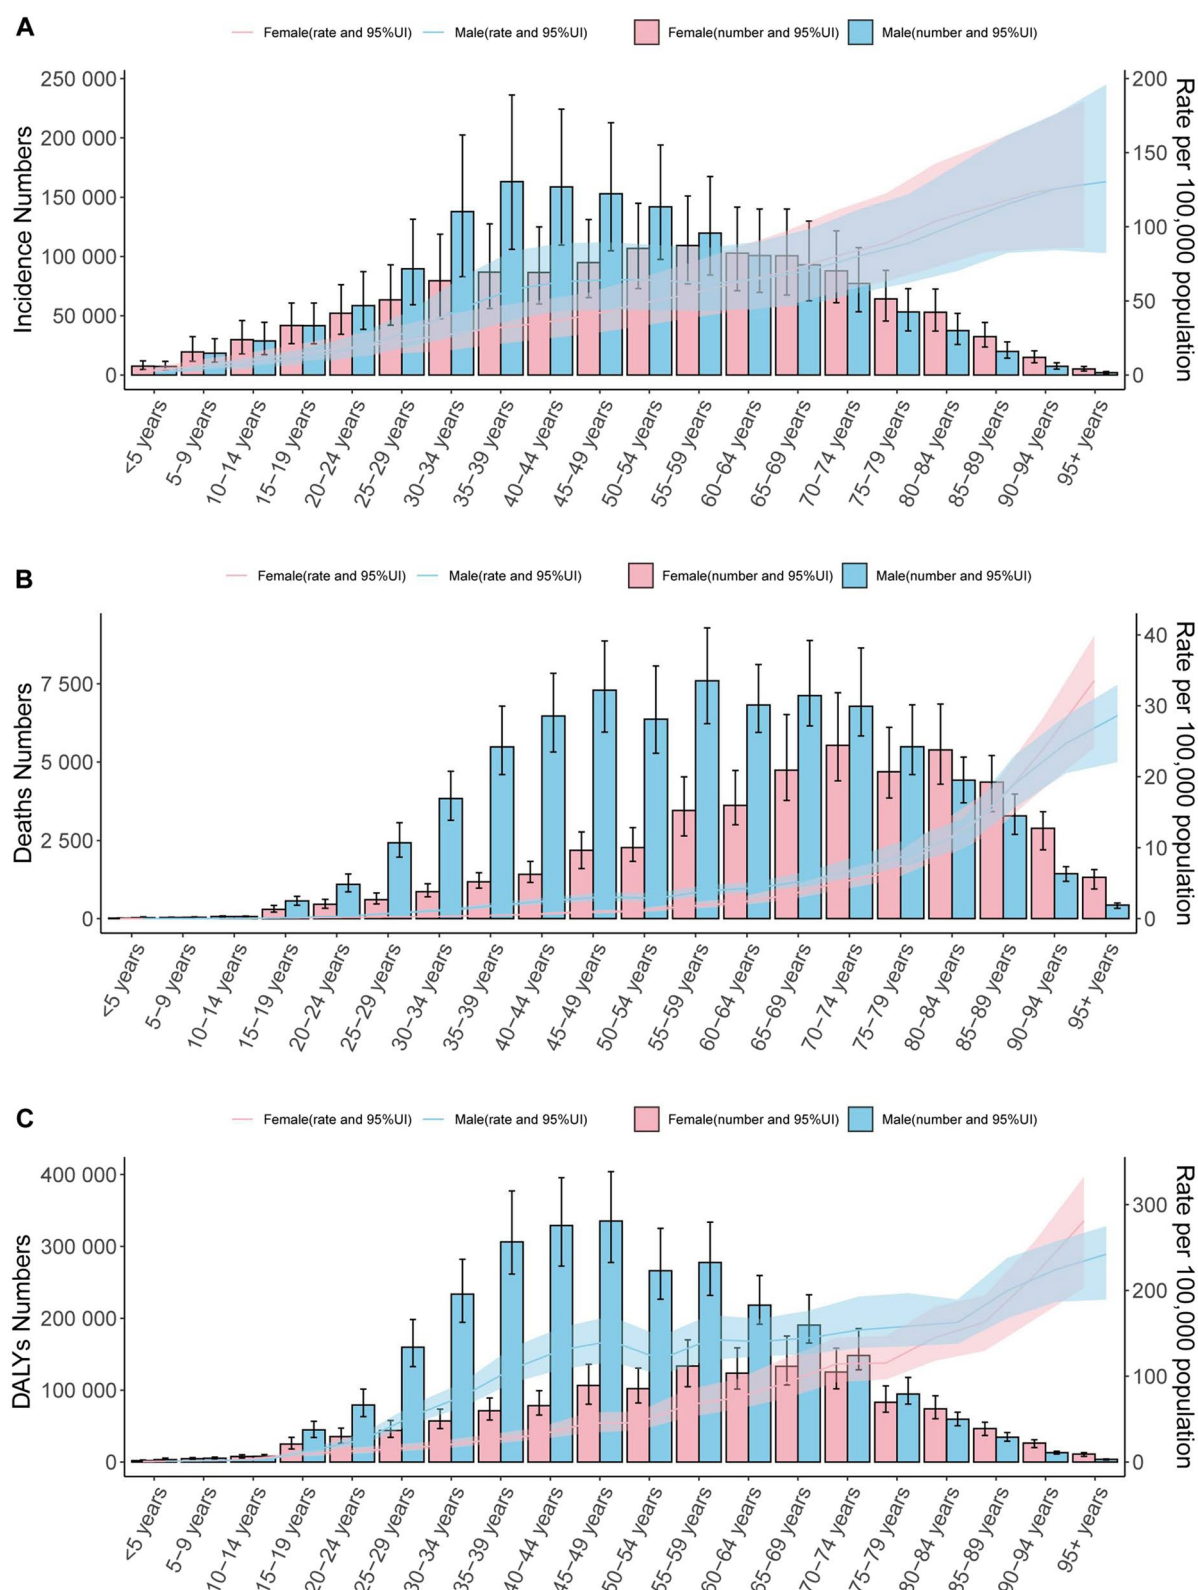 A
Female(rate and 95%UI) Male(rate and 95%UI) Female(number and 95%UI) Male(number and 95%UI)
Incidence Numbers
250 000
200 000
150 000
100 000
50 000
0
200
150
100
50
0
Rate per 100,000 population
<5 years
5−9 years
10−14 years
15−19 years
20−24 years
25−29 years
30−34 years
35−39 years
40−44 years
45−49 years
50−54 years
55−59 years
60−64 years
65−69 years
70−74 years
75−79 years
80−84 years
85−89 years
90−94 years
95+ years
B
Female(rate and 95%UI) Male(rate and 95%UI) Female(number and 95%UI) Male(number and 95%UI)
Deaths Numbers
7 500
5 000
2 500
0
40
30
20
10
0
Rate per 100,000 population
<5 years
5−9 years
10−14 years
15−19 years
20−24 years
25−29 years
30−34 years
35−39 years
40−44 years
45−49 years
50−54 years
55−59 years
60−64 years
65−69 years
70−74 years
75−79 years
80−84 years
85−89 years
90−94 years
95+ years
C
Female(rate and 95%UI) Male(rate and 95%UI) Female(number and 95%UI) Male(number and 95%UI)
DALYs Numbers
400 000
300 000
200 000
100 000
0
300
200
100
0
Rate per 100,000 population
<5 years
5−9 years
10−14 years
15−19 years
20−24 years
25−29 years
30−34 years
35−39 years
40−44 years
45−49 years
50−54 years
55−59 years
60−64 years
65−69 years
70−74 years
75−79 years
80−84 years
85−89 years
90−94 years
95+ years